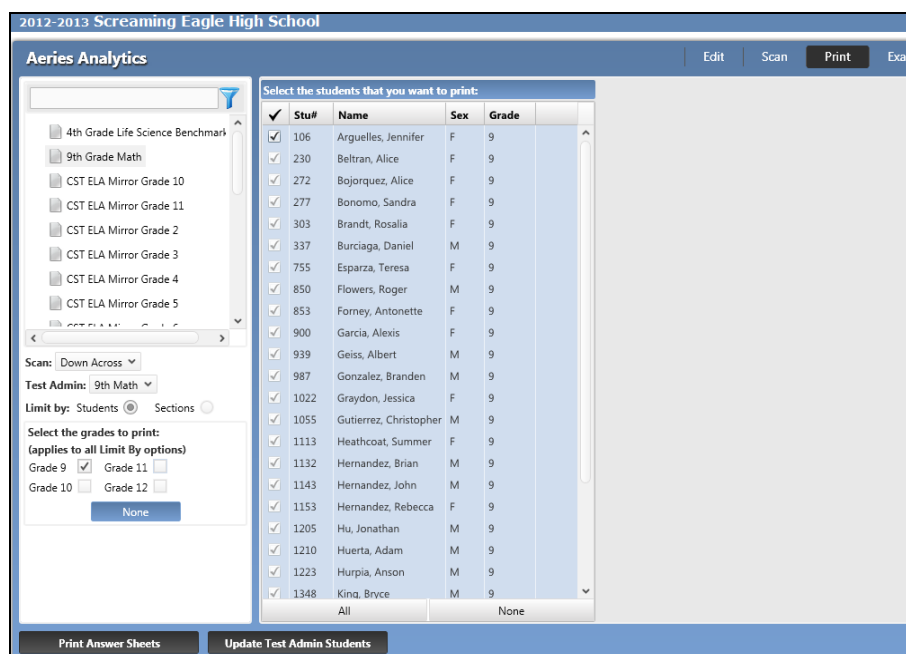 2012-2013 Screaming Eagle High School
Aeries Analytics
Edit Scan Print Exa
4th Grade Life Science Benchmark
9th Grade Math
CST ELA Mirror Grade 10
CST ELA Mirror Grade 11
CST ELA Mirror Grade 2
CST ELA Mirror Grade 3
CST ELA Mirror Grade 4
CST ELA Mirror Grade 5
Scan: Down Across
Test Admin: 9th Math
Limit by: Students Sections
Select the grades to print:
(applies to all Limit By options)
Grade 9 Grade 11
Grade 10 Grade 12
None
Select the students that you want to print:
Stu# Name Sex Grade
106 Arguelles, Jennifer F 9
230 Beltran, Alice F 9
272 Bojorquez, Alice F 9
277 Bonomo, Sandra F 9
303 Brandt, Rosalia F 9
337 Burciaga, Daniel M 9
755 Esparza, Teresa F 9
850 Flowers, Roger M 9
853 Forney, Antonette F 9
900 Garcia, Alexis F 9
939 Geiss, Albert M 9
987 Gonzalez, Branden M 9
1022 Graydon, Jessica F 9
1055 Gutierrez, Christopher M 9
1113 Heathcoat, Summer F 9
1132 Hernandez, Brian M 9
1143 Hernandez, John M 9
1153 Hernandez, Rebecca F 9
1205 Hu, Jonathan M 9
1210 Huerta, Adam M 9
1223 Hurpia, Anson M 9
1348 King, Bryce M 9
All None
Print Answer Sheets Update Test Admin Students